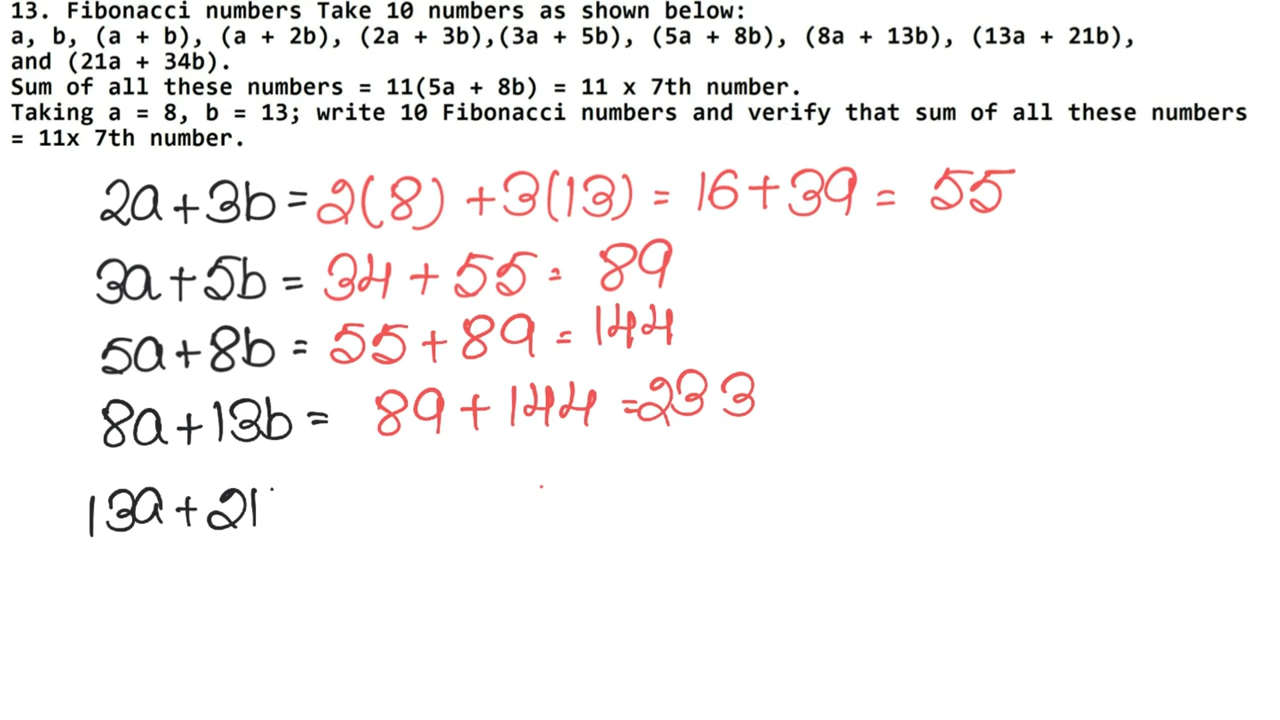 13. Fibonacci numbers Take 10 numbers as shown below:
a, b, (a + b), (a + 2b), (2a + 3b),(3a + 5b), (5a + 8b), (8a + 13b), (13a + 21b),
and (21a + 34b).
Sum of all these numbers = 11(5a + 8b) = 11 x 7th number.
Taking a = 8, b = 13; write 10 Fibonacci numbers and verify that sum of all these numbers
= 11x 7th number.
2a+3b = 2(8) +3(13) = 16+39 = 55
3a+5b = 34+55 = 89
5a+8b = 55+89 = 144
8a+13b = 89+144 =233
13a+21